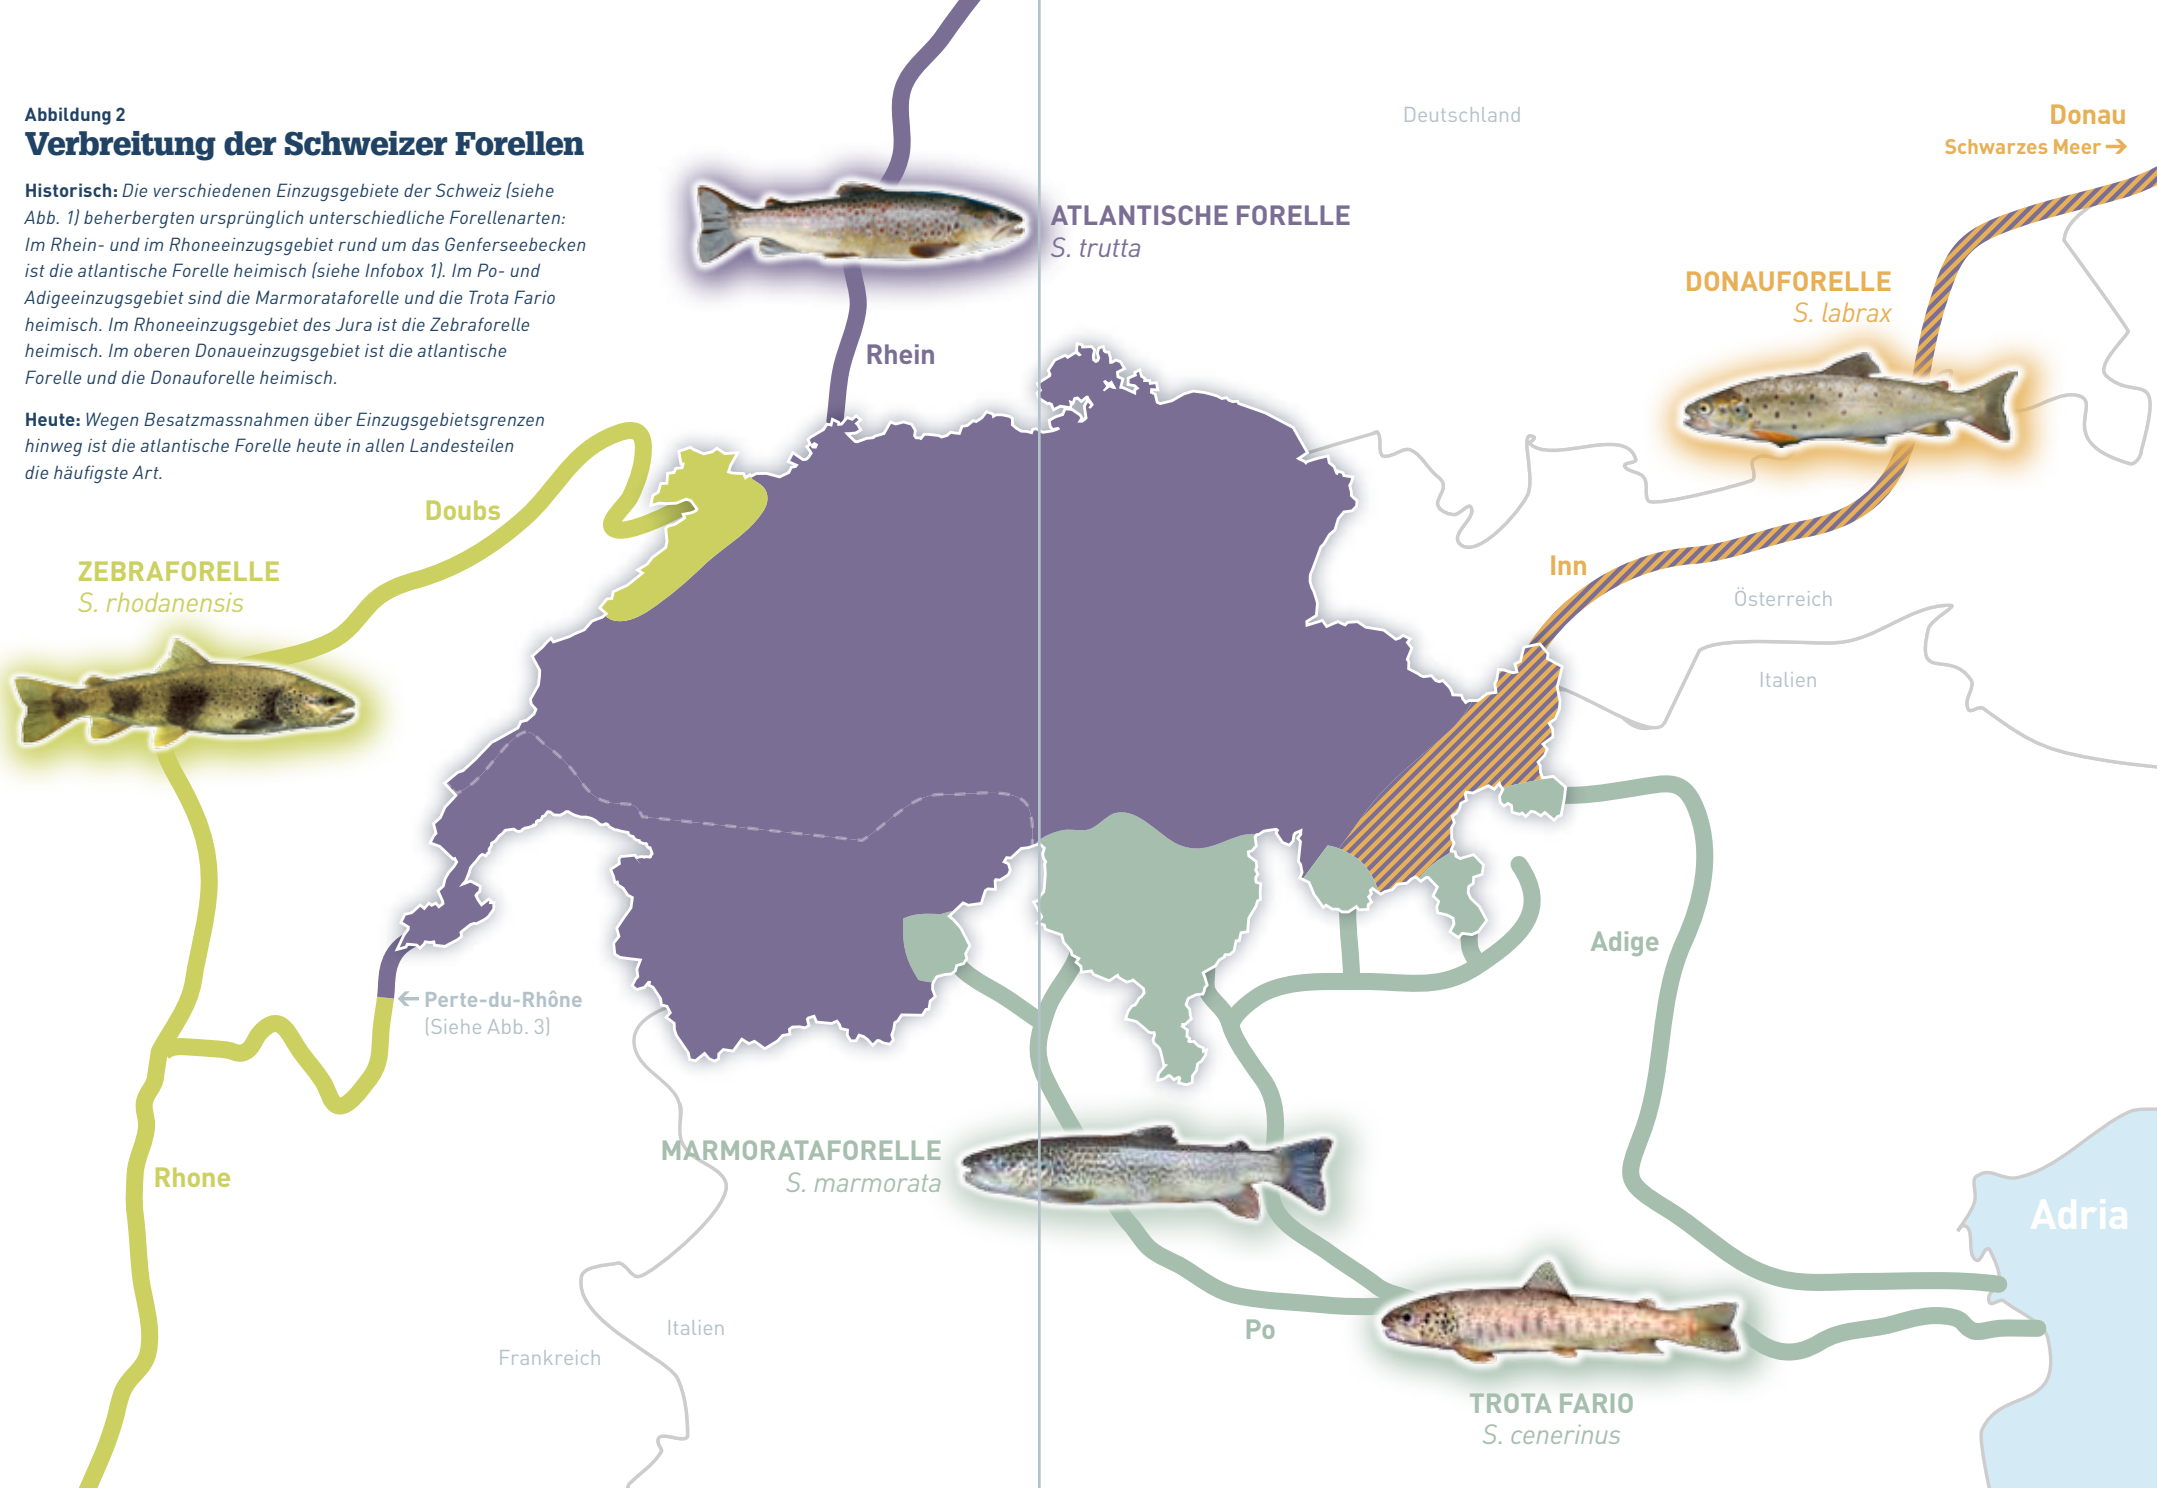 Abbildung 2
Verbreitung der Schweizer Forellen
Historisch: Die verschiedenen Einzugsgebiete der Schweiz (siehe
Abb. 1) beherbergten ursprünglich unterschiedliche Forellenarten:
Im Rhein- und im Rhoneeinzugsgebiet rund um das Genferseebecken
ist die atlantische Forelle heimisch (siehe Infobox 1). Im Po- und
Adigeeinzugsgebiet sind die Marmorataforelle und die Trota Fario
heimisch. Im Rhoneeinzugsgebiet des Jura ist die Zebraforelle
heimisch. Im oberen Donaueinzugsgebiet ist die atlantische
Forelle und die Donauforelle heimisch.
Heute: Wegen Besatzmassnahmen über Einzugsgebietsgrenzen
hinweg ist die atlantische Forelle heute in allen Landesteilen
die häufigste Art.
Deutschland
Donau
Schwarzes Meer →
ATLANTISCHE FORELLE
S. trutta
DONAUFORELLE
S. labrax
Rhein
Doubs
ZEBRAFORELLE
S. rhodanensis
Inn
Österreich
Italien
Adige
← Perte-du-Rhône
(Siehe Abb. 3)
MARMORATAFORELLE
S. marmorata
Rhone
Adria
Italien
Frankreich
Po
TROTA FARIO
S. cenerinus